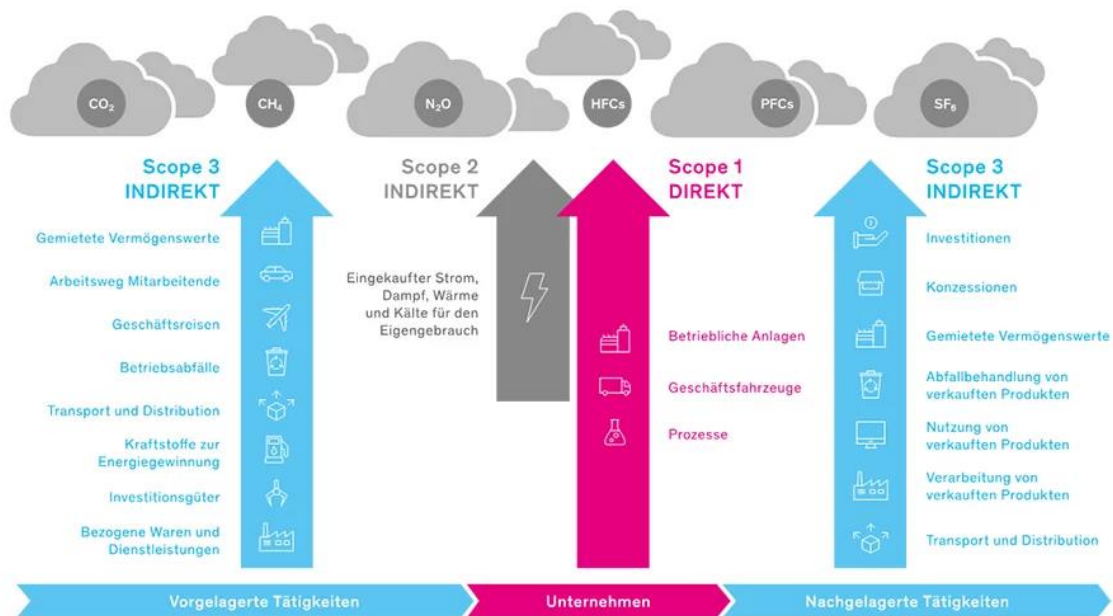 CO₂
CH₄
N₂O
HFCs
PFCs
SF₆
Scope 3
INDIREKT
Gemietete Vermögenswerte
Arbeitsweg Mitarbeitende
Geschäftsreisen
Betriebsabfälle
Transport und Distribution
Kraftstoffe zur
Energiegewinnung
Investitionsgüter
Bezogene Waren und
Dienstleistungen
Scope 2
INDIREKT
Eingekaufter Strom,
Dampf, Wärme
und Kälte für den
Eigengebrauch
Scope 1
DIREKT
Betriebliche Anlagen
Geschäftsfahrzeuge
Prozesse
Scope 3
INDIREKT
Investitionen
Konzessionen
Gemietete Vermögenswerte
Abfallbehandlung von
verkauften Produkten
Nutzung von
verkauften Produkten
Verarbeitung von
verkauften Produkten
Transport und Distribution
Vorgelagerte Tätigkeiten
Unternehmen
Nachgelagerte Tätigkeiten